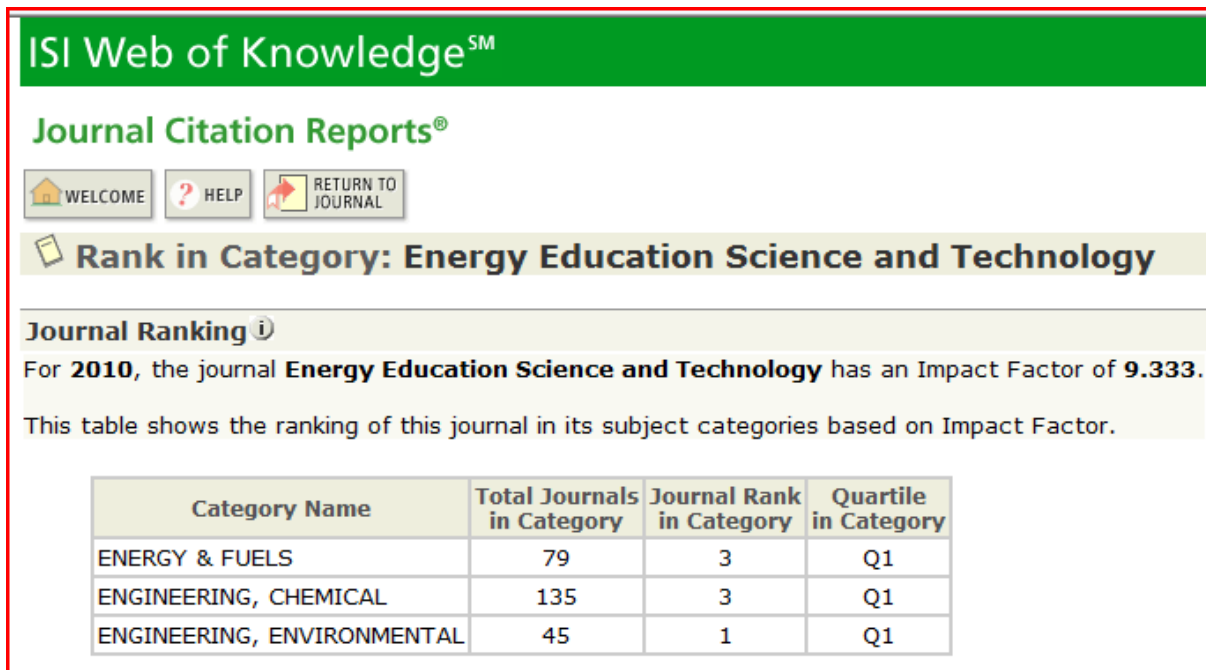 ISI Web of Knowledge℠
Journal Citation Reports®
WELCOME ? HELP RETURN TO JOURNAL
Rank in Category: Energy Education Science and Technology
Journal Ranking i
For 2010, the journal Energy Education Science and Technology has an Impact Factor of 9.333.
This table shows the ranking of this journal in its subject categories based on Impact Factor.
Category Name Total Journals in Category Journal Rank in Category Quartile in Category
ENERGY & FUELS 79 3 Q1
ENGINEERING, CHEMICAL 135 3 Q1
ENGINEERING, ENVIRONMENTAL 45 1 Q1